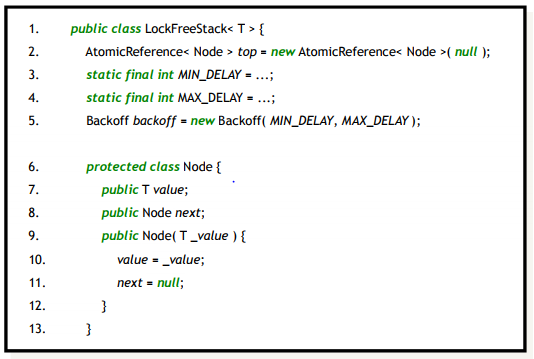 1. public class LockFreeStack< T > {
2. AtomicReference< Node > top = new AtomicReference< Node >( null );
3. static final int MIN_DELAY = ...;
4. static final int MAX_DELAY = ...;
5. Backoff backoff = new Backoff( MIN_DELAY, MAX_DELAY );
6. protected class Node {
7. public T value;
8. public Node next;
9. public Node( T _value ) {
10. value = _value;
11. next = null;
12. }
13. }